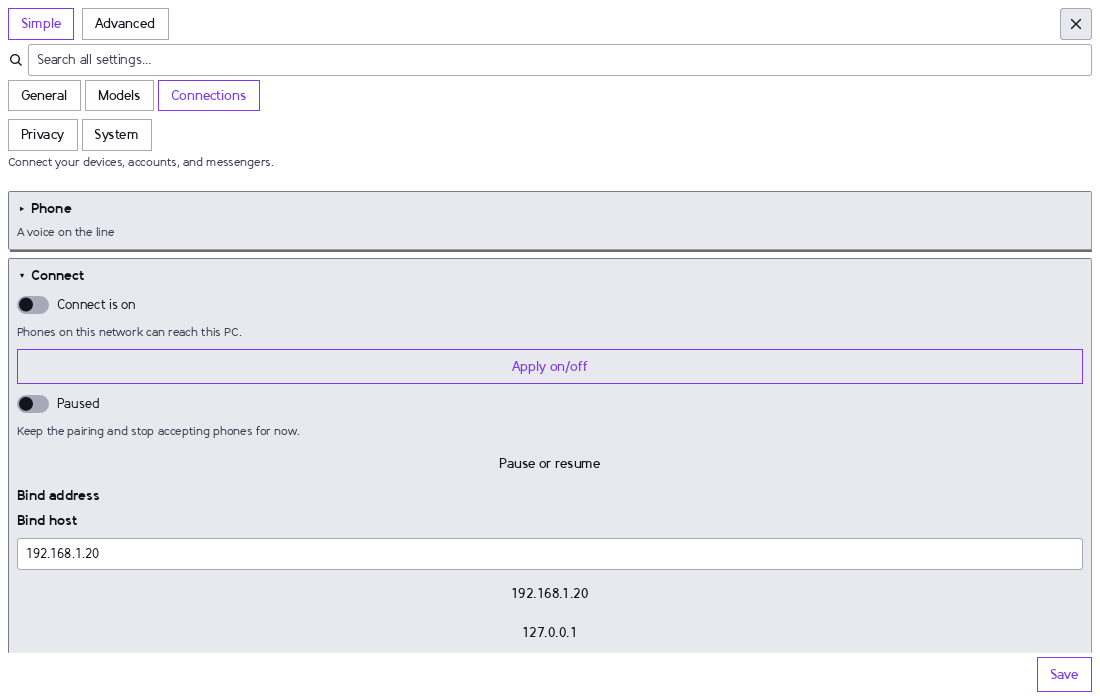 Simple
Advanced
Search all settings...
General
Models
Connections
Privacy
System
Connect your devices, accounts, and messengers.
Phone
A voice on the line
Connect
Connect is on
Phones on this network can reach this PC.
Apply on/off
Paused
Keep the pairing and stop accepting phones for now.
Pause or resume
Bind address
Bind host
192.168.1.20
192.168.1.20
127.0.0.1
Save